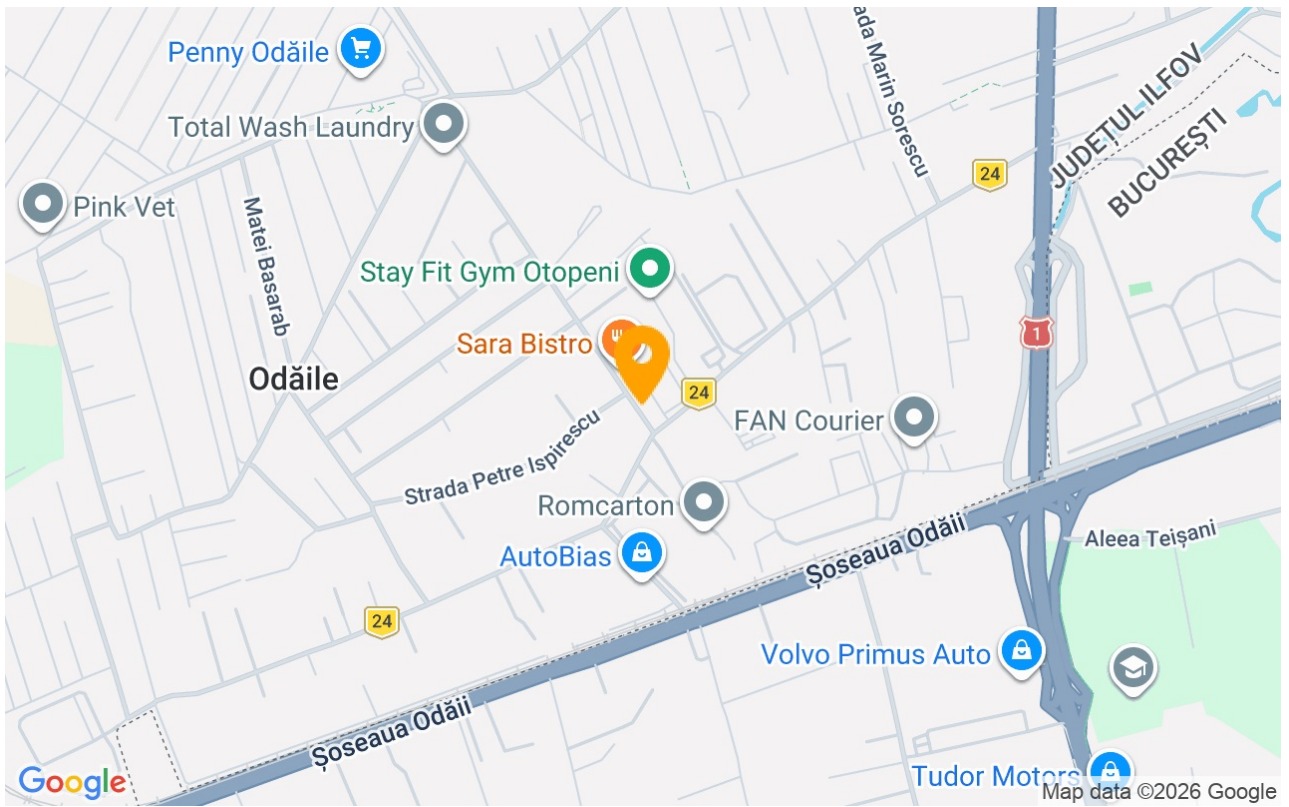 Penny Odăile
Total Wash Laundry
Pink Vet
Matei Basarab
ada Marin Sorescu
JUDEȚUL ILFOV
BUCUREȘTI
24
Stay Fit Gym Otopeni
Sara Bistro
1
Odăile
24
FAN Courier
Strada Petre Ispirescu
Romcarton
AutoBias
Șoseaua Odăii
Aleea Teișani
24
Volvo Primus Auto
Șoseaua Odăii
Tudor Motors
Google
Map data ©2026 Google